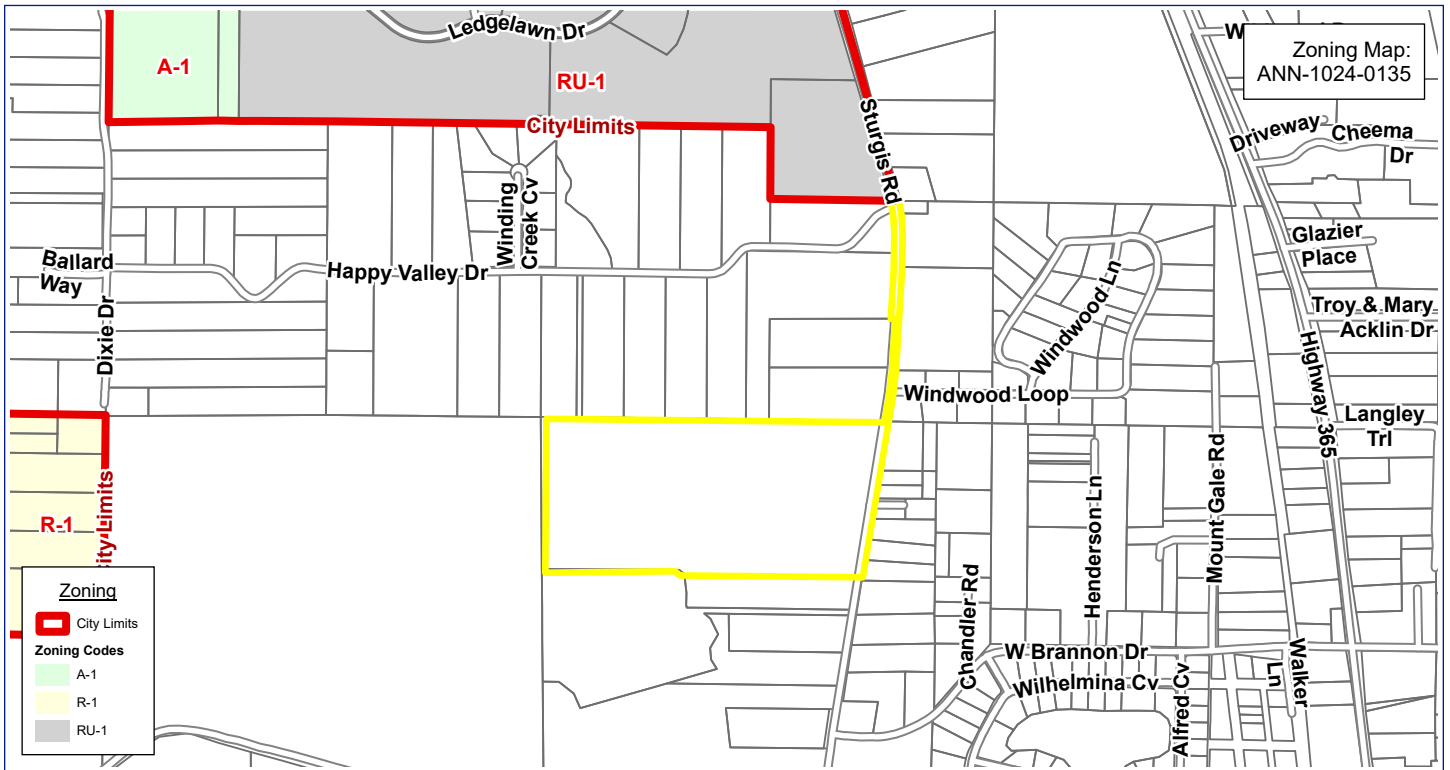 Ledgelawn Dr
A-1
RU-1
City Limits
Sturgis Rd
Zoning Map:
ANN-1024-0135
Driveway
Cheema
Dr
Winding
Creek Cv
Ballard
Way
Happy Valley Dr
Dixie Dr
Glazier
Place
Windwood Ln
Troy & Mary
Acklin Dr
Highway 365
Windwood Loop
Langley
Trl
City Limits
R-1
Mount Gale Rd
Henderson Ln
Chandler Rd
W Brannon Dr
Wilhelmina Cv
Alfred Cv
Walker
Ln
Zoning
City Limits
Zoning Codes
A-1
R-1
RU-1